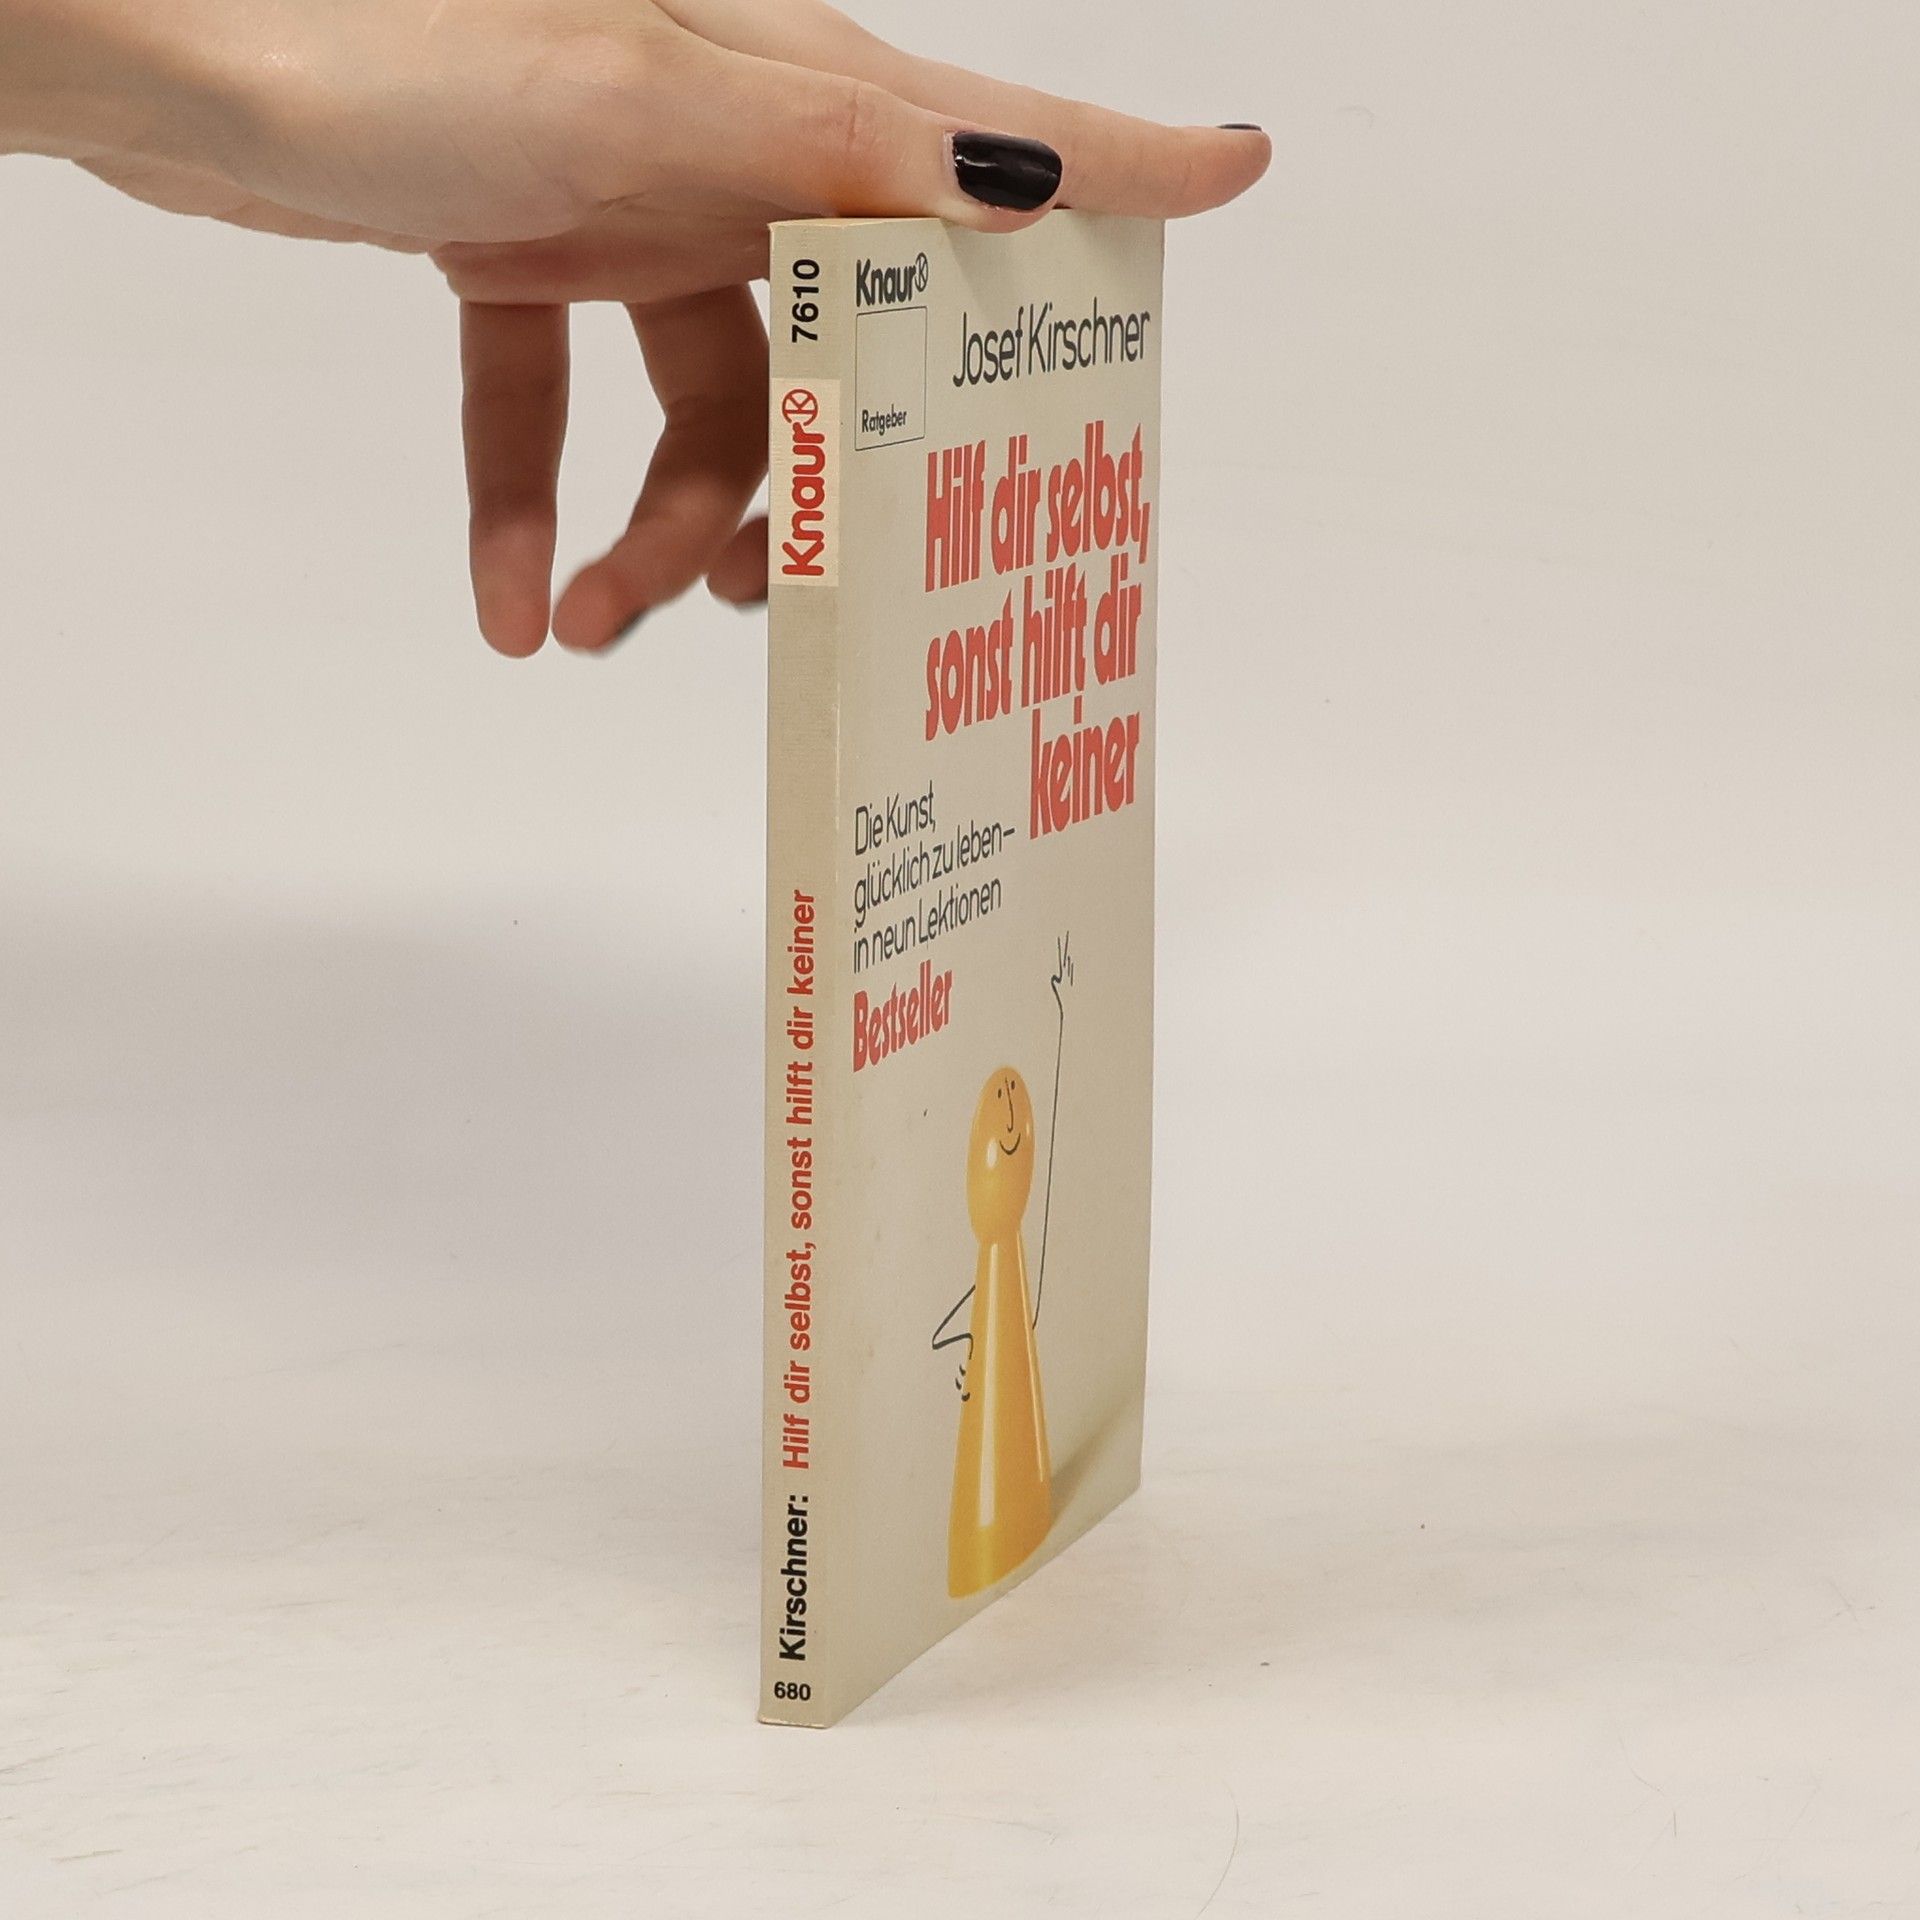 7610
Knaur
Kirschner: Hilf dir selbst, sonst hilft dir keiner
680
Knaur
Ratgeber
Josef Kirschner
Hilf dir selbst,
sonst hilft dir
keiner
Die Kunst,
glücklich zu leben–
in neun Lektionen
Bestseller